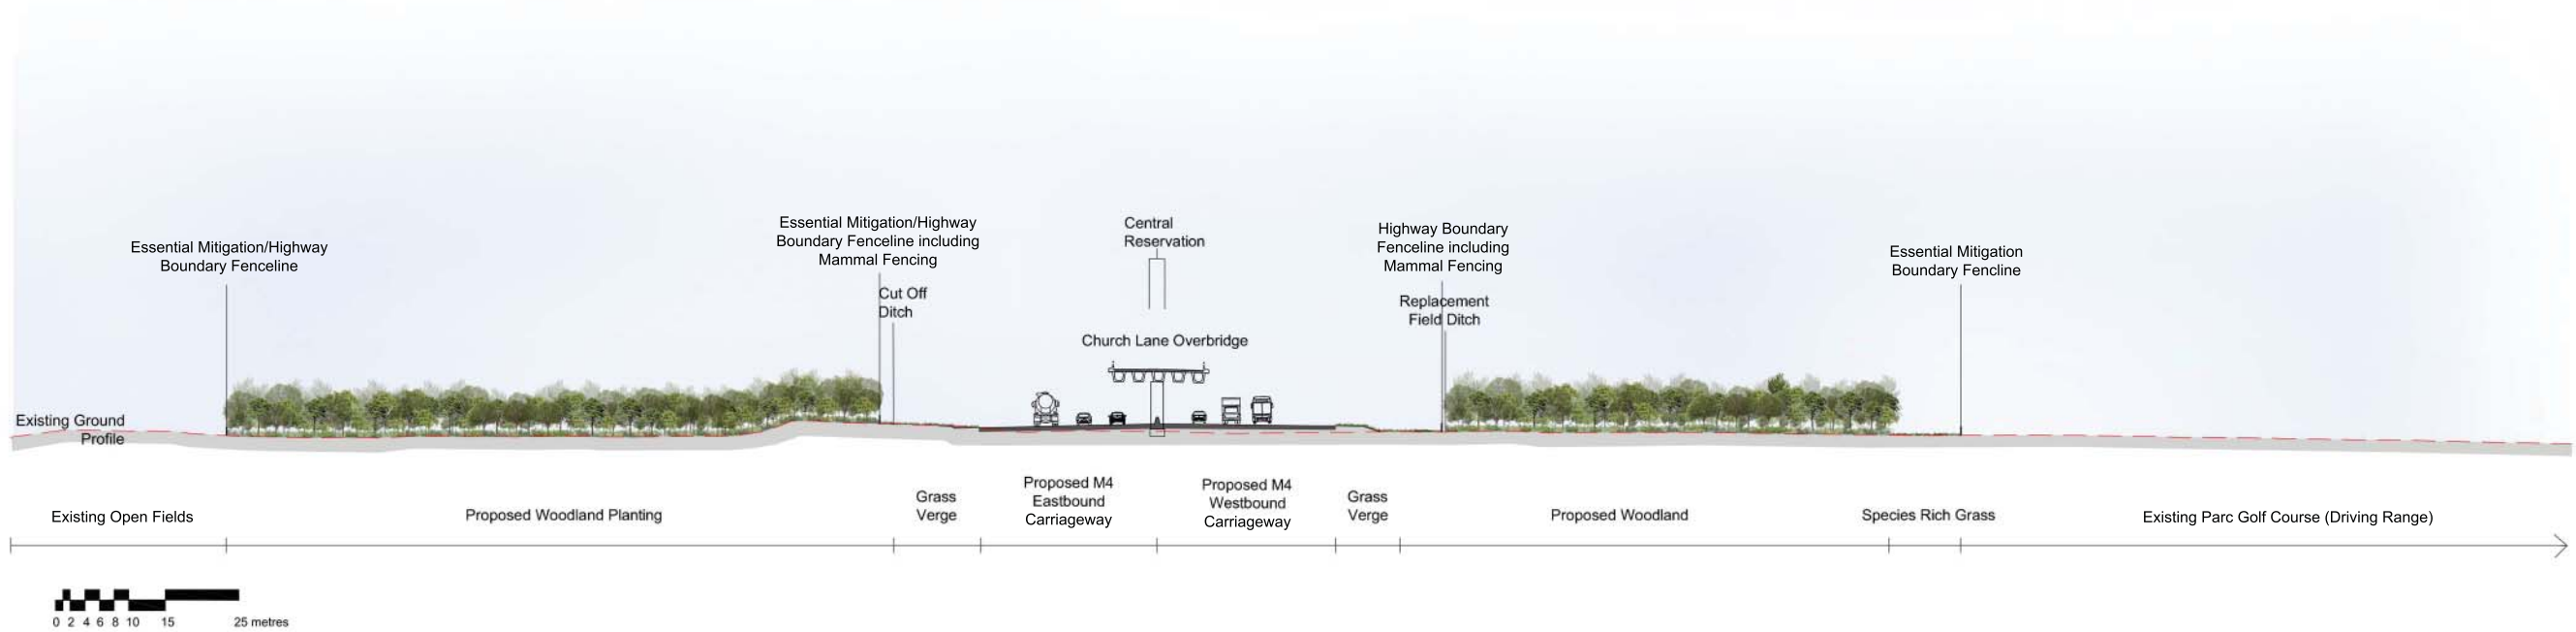 Essential Mitigation/Highway
Boundary Fenceline
Essential Mitigation/Highway
Boundary Fenceline including
Mammal Fencing
Cut Off
Ditch
Central
Reservation
Church Lane Overbridge
Highway Boundary
Fenceline including
Mammal Fencing
Replacement
Field Ditch
Essential Mitigation
Boundary Fencline
Existing Ground
Profile
Existing Open Fields
Proposed Woodland Planting
Grass
Verge
Proposed M4
Eastbound
Carriageway
Proposed M4
Westbound
Carriageway
Grass
Verge
Proposed Woodland
Species Rich Grass
Existing Parc Golf Course (Driving Range)
0 2 4 6 8 10 15 25 metres